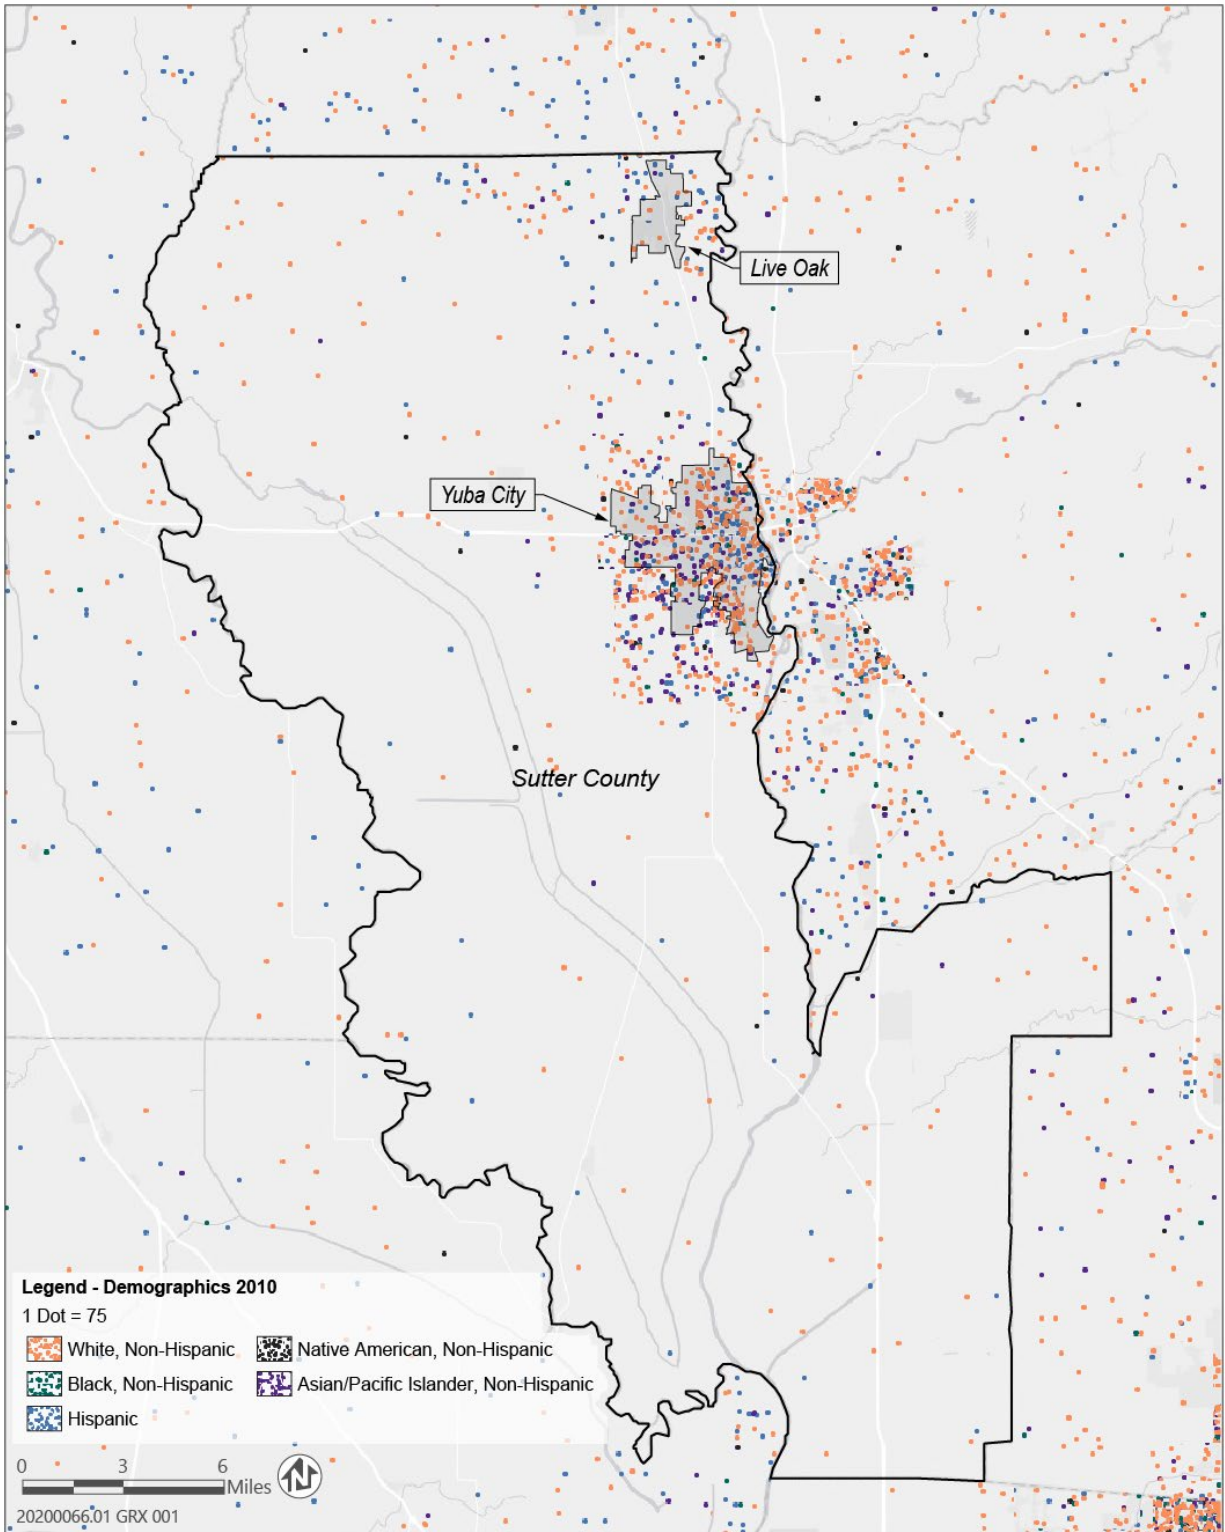 Live Oak
Yuba City
Sutter County
Legend - Demographics 2010
1 Dot = 75
White, Non-Hispanic
Native American, Non-Hispanic
Black, Non-Hispanic
Asian/Pacific Islander, Non-Hispanic
Hispanic
0 3 6
Miles
N
20200066.01 GRX 001